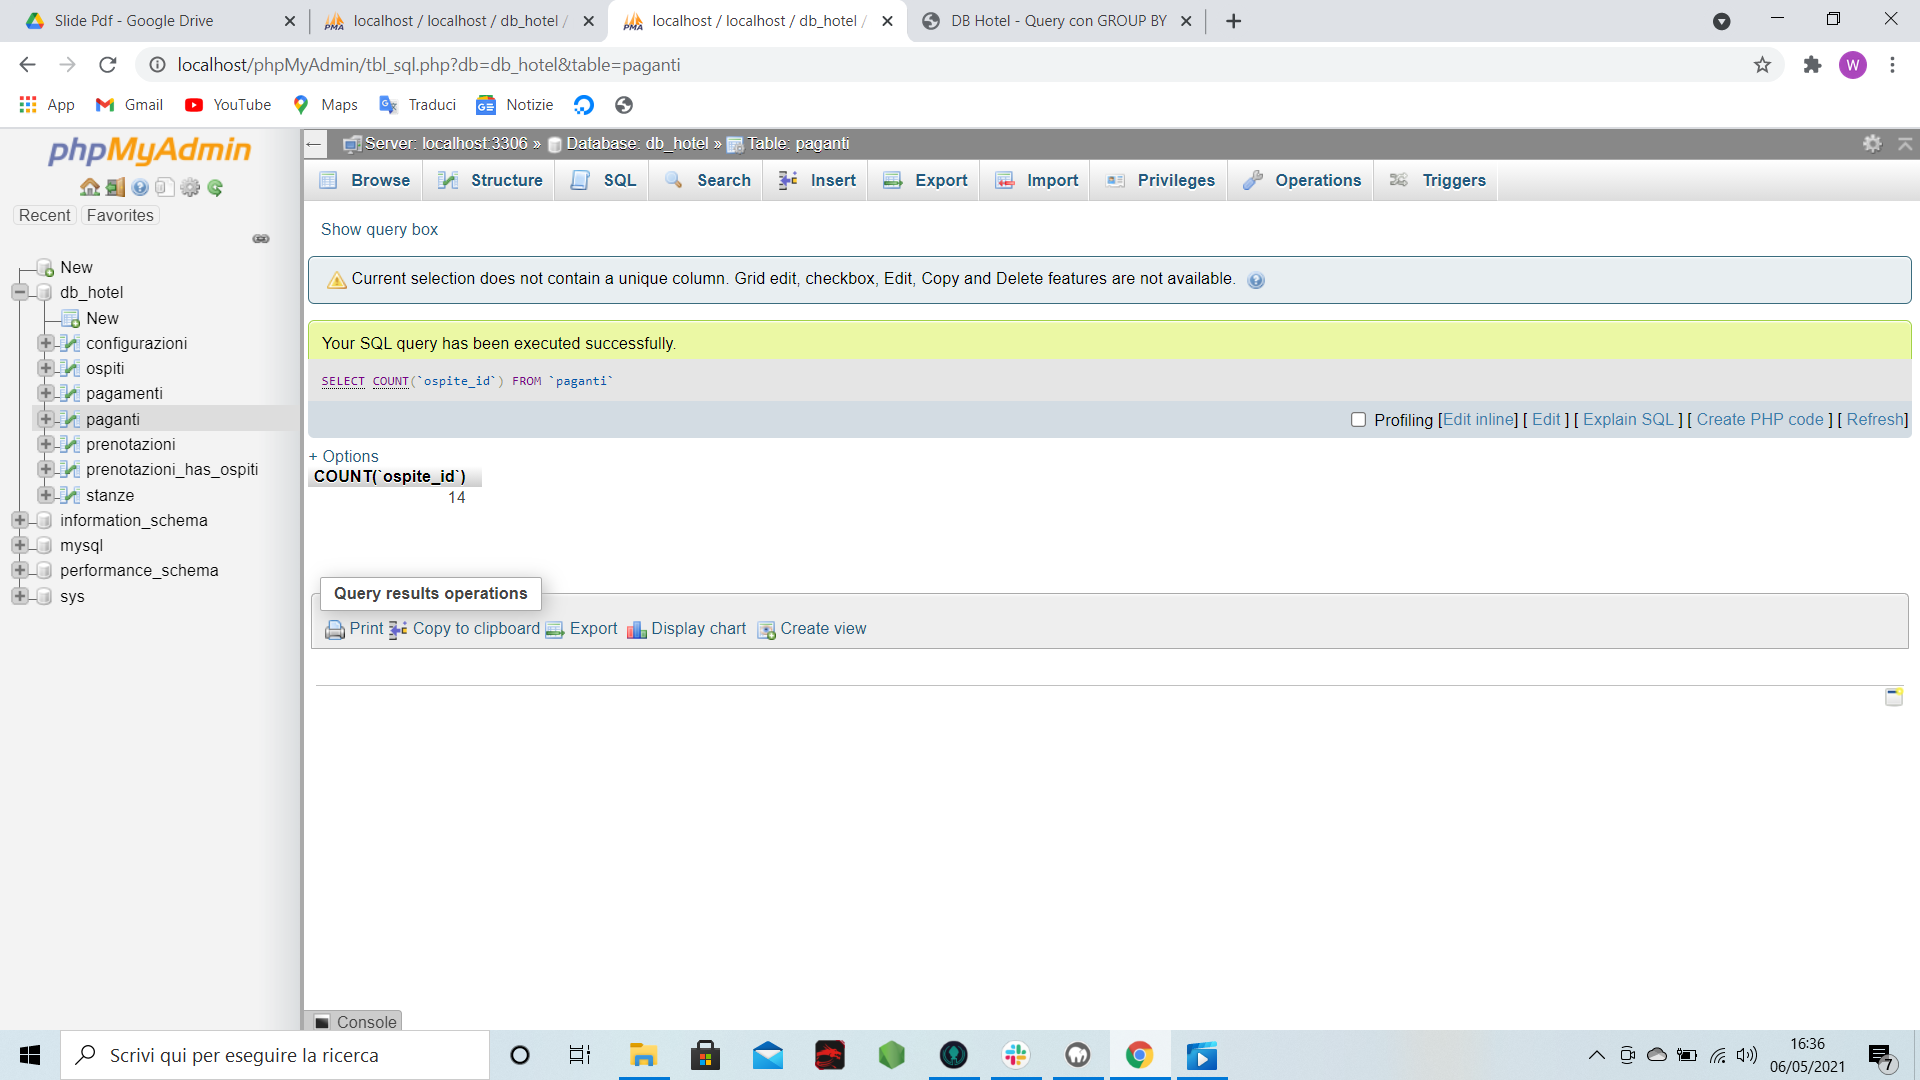 Slide Pdf - Google Drive
localhost / localhost / db_hotel /
localhost / localhost / db_hotel /
DB Hotel - Query con GROUP BY
localhost/phpMyAdmin/tbl_sql.php?db=db_hotel&table=paganti
W
App
Gmail
YouTube
Maps
Traduci
Notizie
phpMyAdmin
Recent
Favorites
New
db_hotel
New
configurazioni
ospiti
pagamenti
paganti
prenotazioni
prenotazioni_has_ospiti
stanze
information_schema
mysql
performance_schema
sys
Server: localhost:3306 » Database: db_hotel » Table: paganti
Browse
Structure
SQL
Search
Insert
Export
Import
Privileges
Operations
Triggers
Show query box
Current selection does not contain a unique column. Grid edit, checkbox, Edit, Copy and Delete features are not available.
Your SQL query has been executed successfully.
SELECT COUNT(`ospite_id`) FROM `paganti`
Profiling [Edit inline] [ Edit ] [ Explain SQL ] [ Create PHP code ] [ Refresh]
+ Options
COUNT(`ospite_id`)
14
Query results operations
Print
Copy to clipboard
Export
Display chart
Create view
Console
Scrivi qui per eseguire la ricerca
16:36
06/05/2021
7